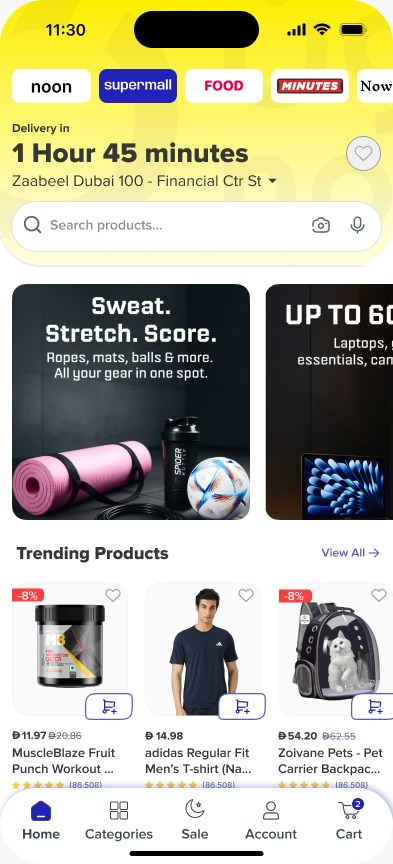 11:30
noon
supermall
FOOD
MINUTES
Now
Delivery in
1 Hour 45 minutes
Zaabeel Dubai 100 - Financial Ctr St
Search products...
Sweat.
Stretch. Score.
Ropes, mats, balls & more.
All your gear in one spot.
SPIDER
BOTTLE
UP TO 60
Laptops, g
essentials, cam
Trending Products
View All →
-8%
-8%
M3
11.97 20.86
14.98
54.20 62.55
MuscleBlaze Fruit
Punch Workout ...
adidas Regular Fit
Men's T-shirt (Na...
Zoivane Pets - Pet
Carrier Backpac...
(86 508)
(86 508)
(86 508)
2
Home
Categories
Sale
Account
Cart